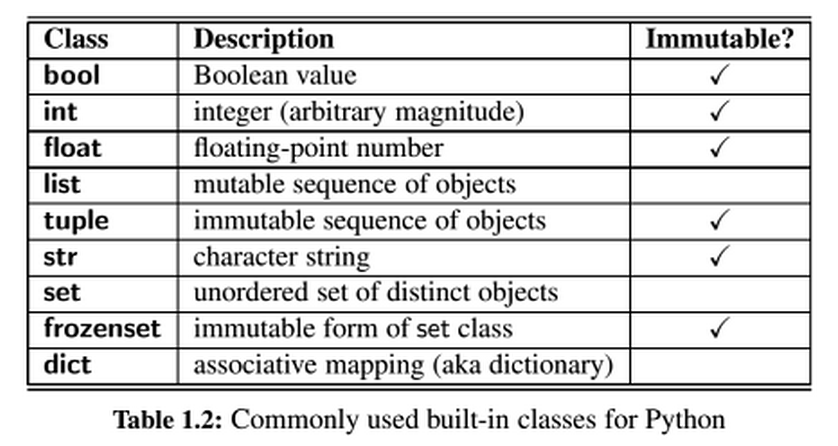 Class Description Immutable?
bool Boolean value ✓
int integer (arbitrary magnitude) ✓
float floating-point number ✓
list mutable sequence of objects
tuple immutable sequence of objects ✓
str character string ✓
set unordered set of distinct objects
frozenset immutable form of set class ✓
dict associative mapping (aka dictionary)
Table 1.2: Commonly used built-in classes for Python